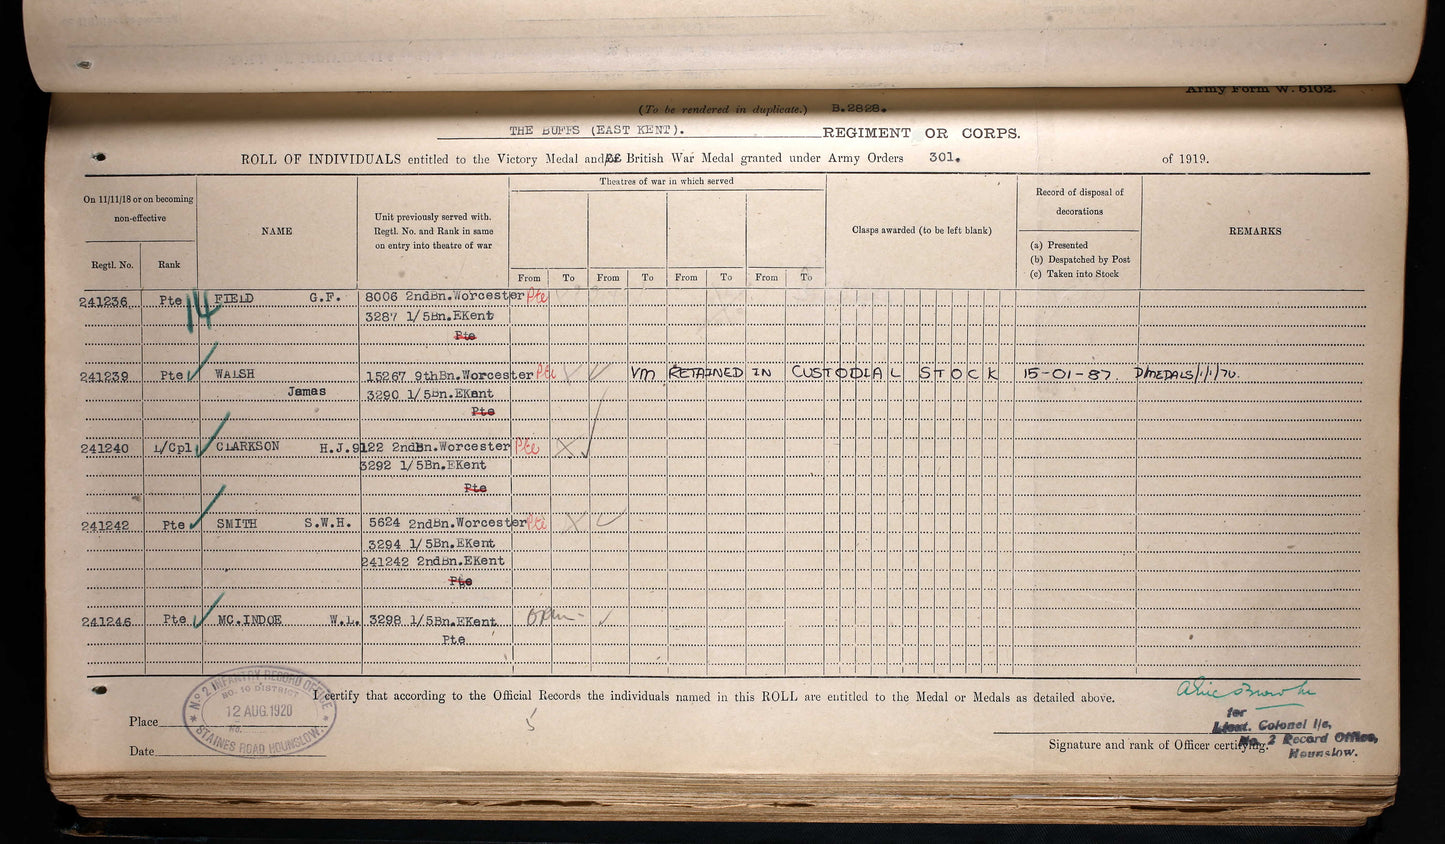 Army Form W. 5102.
(To be rendered in duplicate.) B.2828.
THE BUFFS (EAST KENT). REGIMENT OR CORPS.
ROLL OF INDIVIDUALS entitled to the Victory Medal and/or British War Medal granted under Army Orders 301. of 1919.
On 11/11/18 or on becoming non-effective
Regtl. No. Rank
NAME
Unit previously served with.
Regtl. No. and Rank in same
on entry into theatre of war
Theatres of war in which served
From To From To From To From To
Clasps awarded (to be left blank)
Record of disposal of
decorations
(a) Presented
(b) Despatched by Post
(c) Taken into Stock
REMARKS
241236 Pte 14 FIELD G.F. 8006 2ndBn.Worcester Pte
3287 1/5Bn.EKent
Pte
241239 Pte WALSH 15267 9thBn.Worcester Pte VM RETAINED IN CUSTODIAL STOCK 15-01-87.
James 3290 1/5Bn.EKent
Pte
241240 L/Cpl CLARKSON H.J. 9122 2ndBn.Worcester Pte
3292 1/5Bn.EKent
Pte
241242 Pte SMITH S.W.H. 5624 2ndBn.Worcester Pte
3294 1/5Bn.EKent
241242 2ndBn.EKent
Pte
241246 Pte MC.INDOE W.L. 3298 1/5Bn.EKent
Pte
I certify that according to the Official Records the individuals named in this ROLL are entitled to the Medal or Medals as detailed above.
No 2 INFANTRY RECORD OFFICE
NO. 10 DISTRICT
12 AUG.1920
No.
STAINES ROAD HOUNSLOW.
Place
Date
for
Lieut. Colonel I/c,
No. 2 Record Office,
Hounslow.
Signature and rank of Officer certifying.